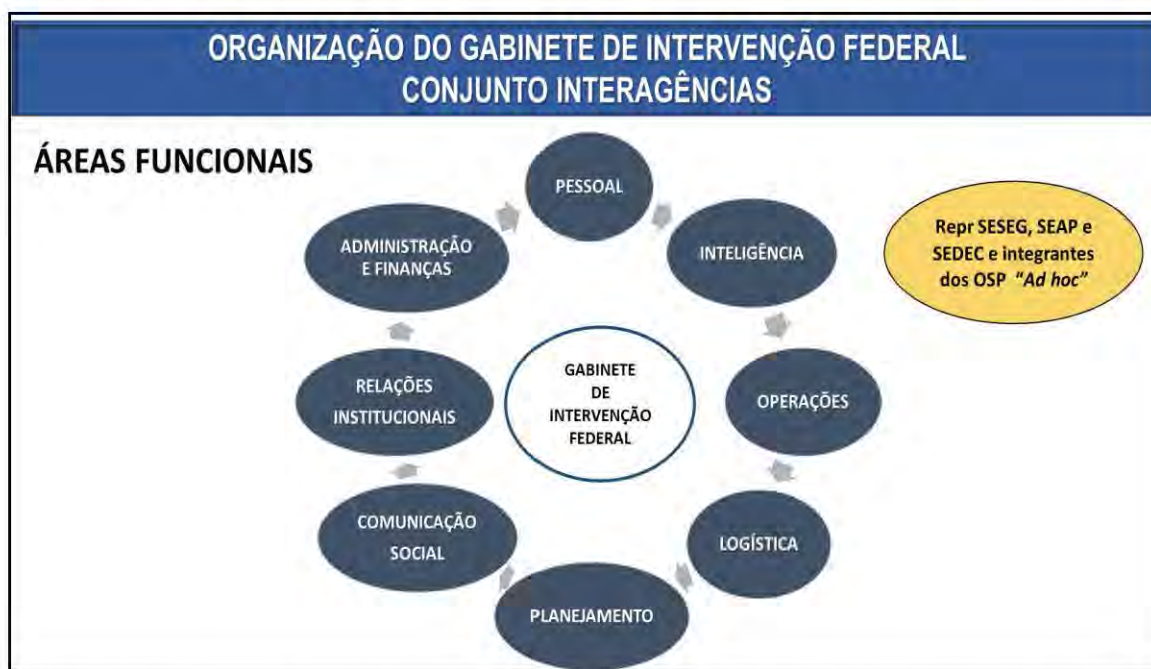 ORGANIZAÇÃO DO GABINETE DE INTERVENÇÃO FEDERAL
CONJUNTO INTERAGÊNCIAS
ÁREAS FUNCIONAIS
PESSOAL
INTELIGÊNCIA
OPERAÇÕES
LOGÍSTICA
PLANEJAMENTO
COMUNICAÇÃO
SOCIAL
RELAÇÕES
INSTITUCIONAIS
ADMINISTRAÇÃO
E FINANÇAS
GABINETE
DE
INTERVENÇÃO
FEDERAL
Repr SESEG, SEAP e
SEDEC e integrantes
dos OSP "Ad hoc"